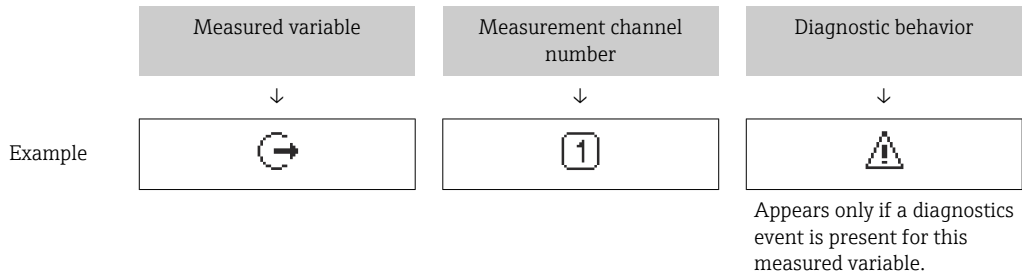 Measured variable
Measurement channel
number
Diagnostic behavior
↓ ↓ ↓
Example
1
Appears only if a diagnostics
event is present for this
measured variable.